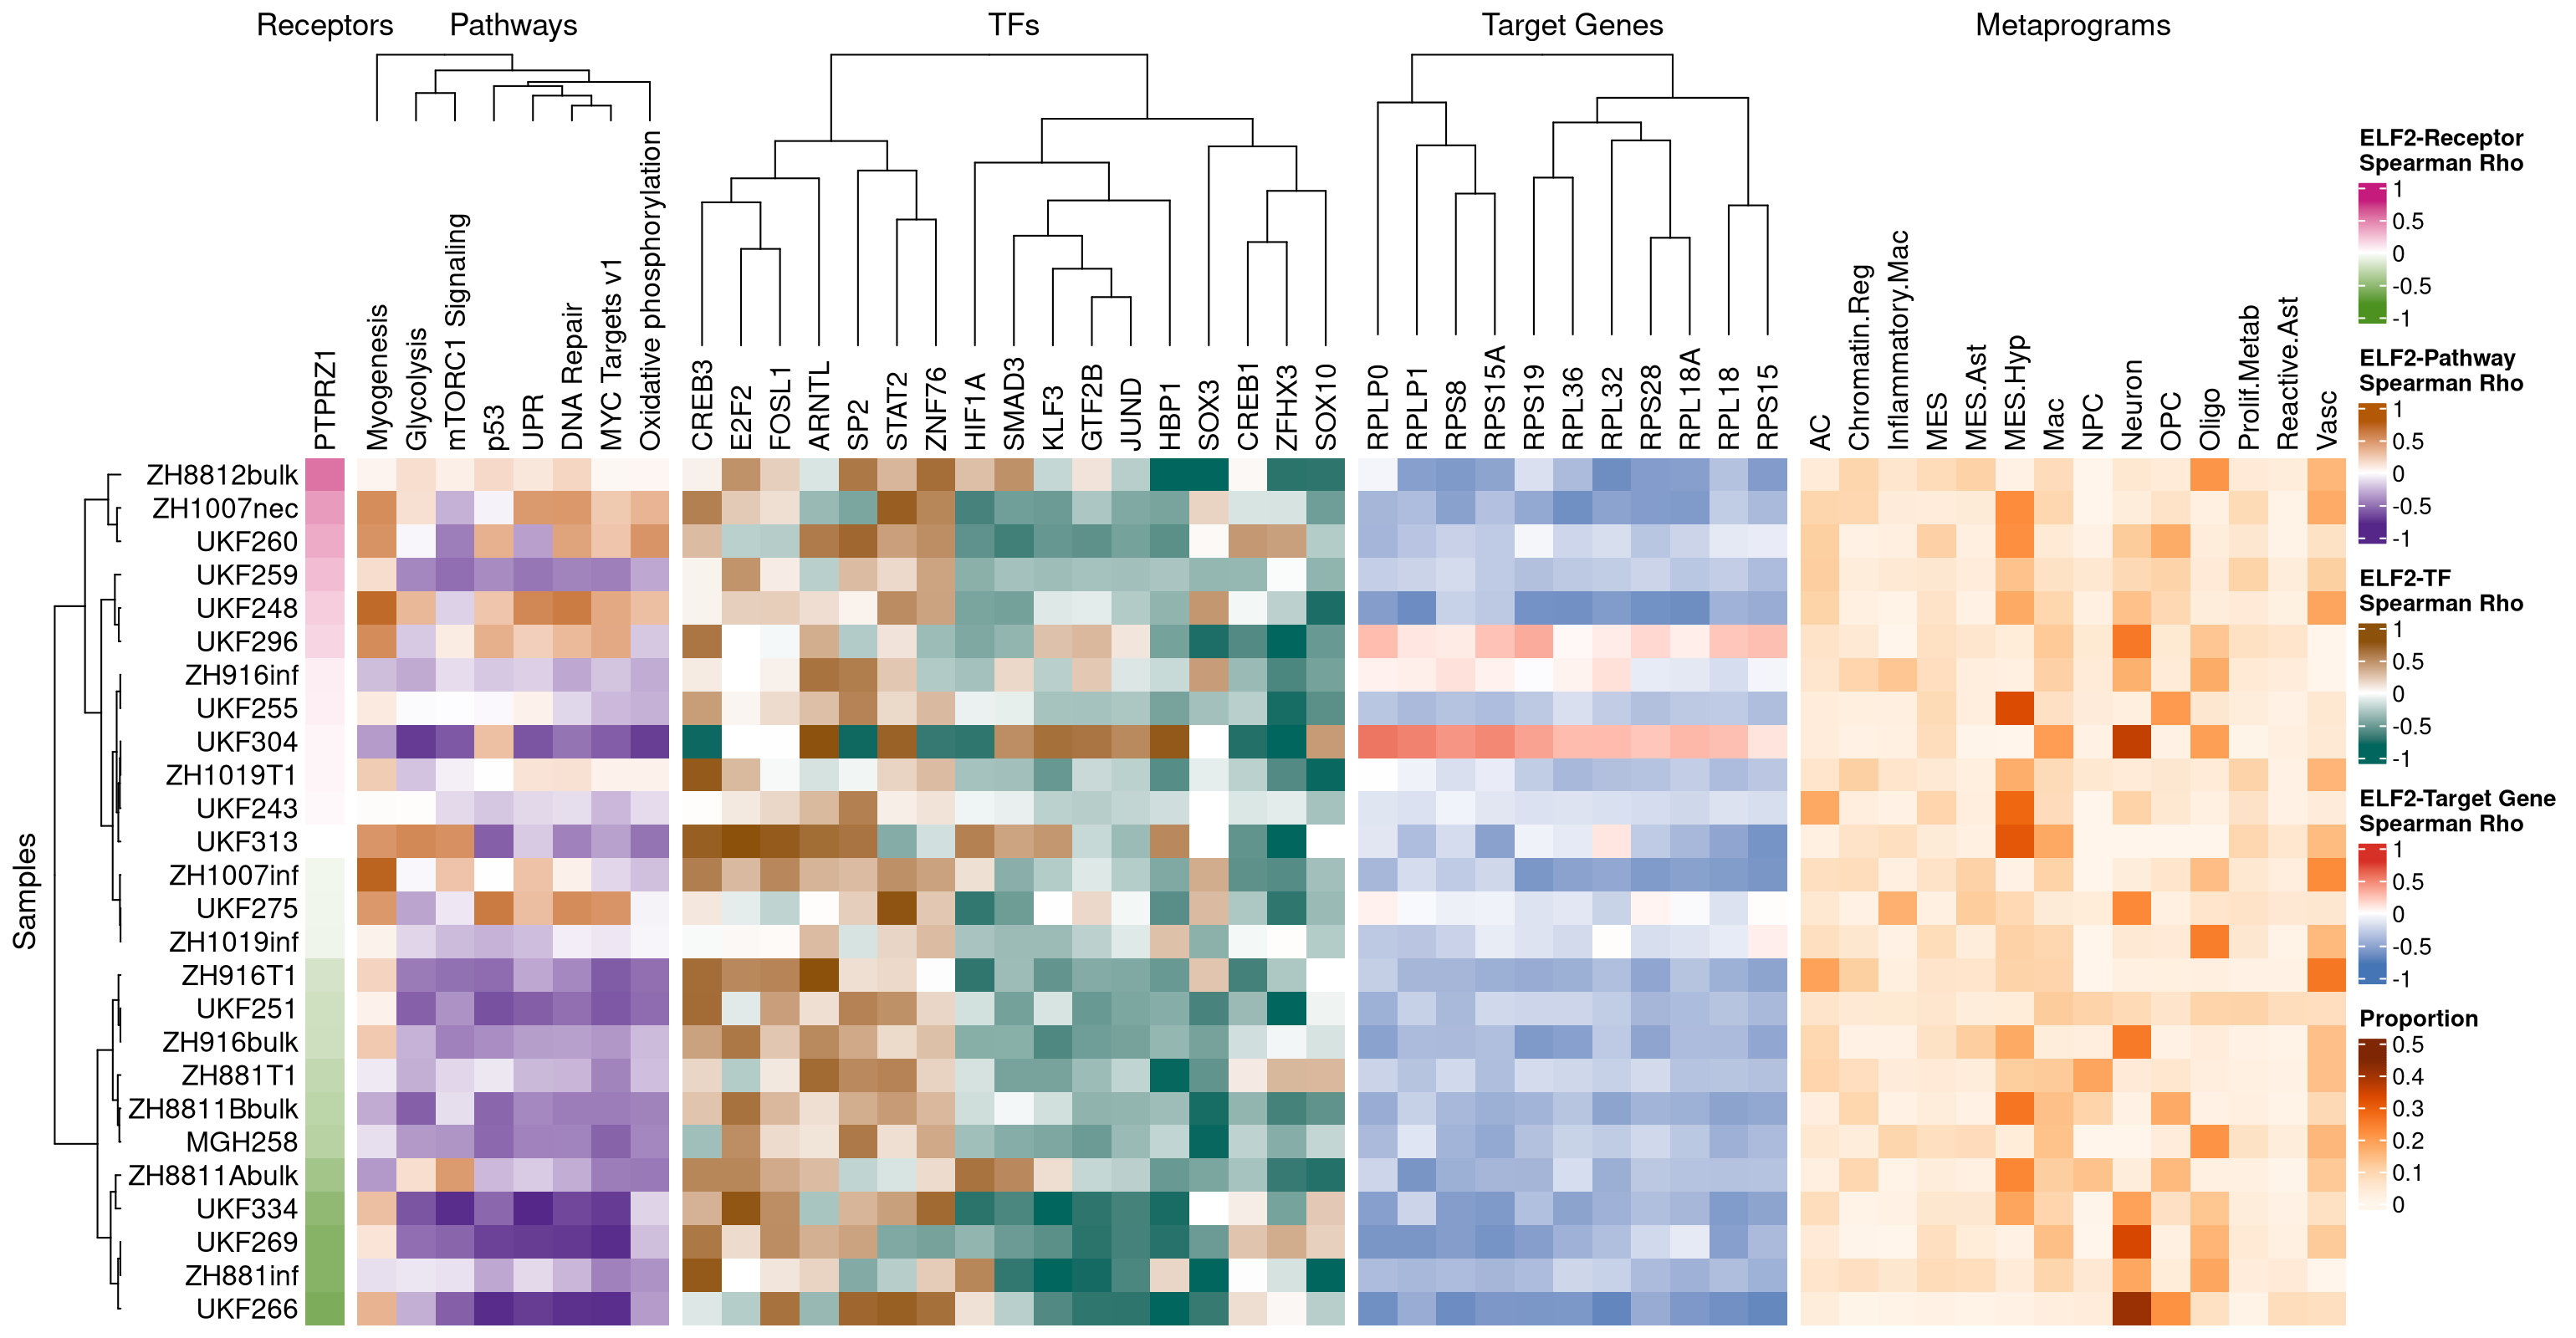 Receptors
Pathways
TFs
Target Genes
Metaprograms
PTPRZ1
Myogenesis
Glycolysis
mTORC1 Signaling
p53
UPR
DNA Repair
MYC Targets v1
Oxidative phosphorylation
CREB3
E2F2
FOSL1
ARNTL
SP2
STAT2
ZNF76
HIF1A
SMAD3
KLF3
GTF2B
JUND
HBP1
SOX3
CREB1
ZFHX3
SOX10
RPLP0
RPLP1
RPS8
RPS15A
RPS19
RPL36
RPL32
RPS28
RPL18A
RPL18
RPS15
AC
Chromatin.Reg
Inflammatory.Mac
MES
MES.Ast
MES.Hyp
Mac
NPC
Neuron
OPC
Oligo
Prolif.Metab
Reactive.Ast
Vasc
Samples
ZH8812bulk
ZH1007nec
UKF260
UKF259
UKF248
UKF296
ZH916inf
UKF255
UKF304
ZH1019T1
UKF243
UKF313
ZH1007inf
UKF275
ZH1019inf
ZH916T1
UKF251
ZH916bulk
ZH881T1
ZH8811Bbulk
MGH258
ZH8811Abulk
UKF334
UKF269
ZH881inf
UKF266
ELF2-Receptor
Spearman Rho
1
0.5
0
-0.5
-1
ELF2-Pathway
Spearman Rho
1
0.5
0
-0.5
-1
ELF2-TF
Spearman Rho
1
0.5
0
-0.5
-1
ELF2-Target Gene
Spearman Rho
1
0.5
0
-0.5
-1
Proportion
0.5
0.4
0.3
0.2
0.1
0